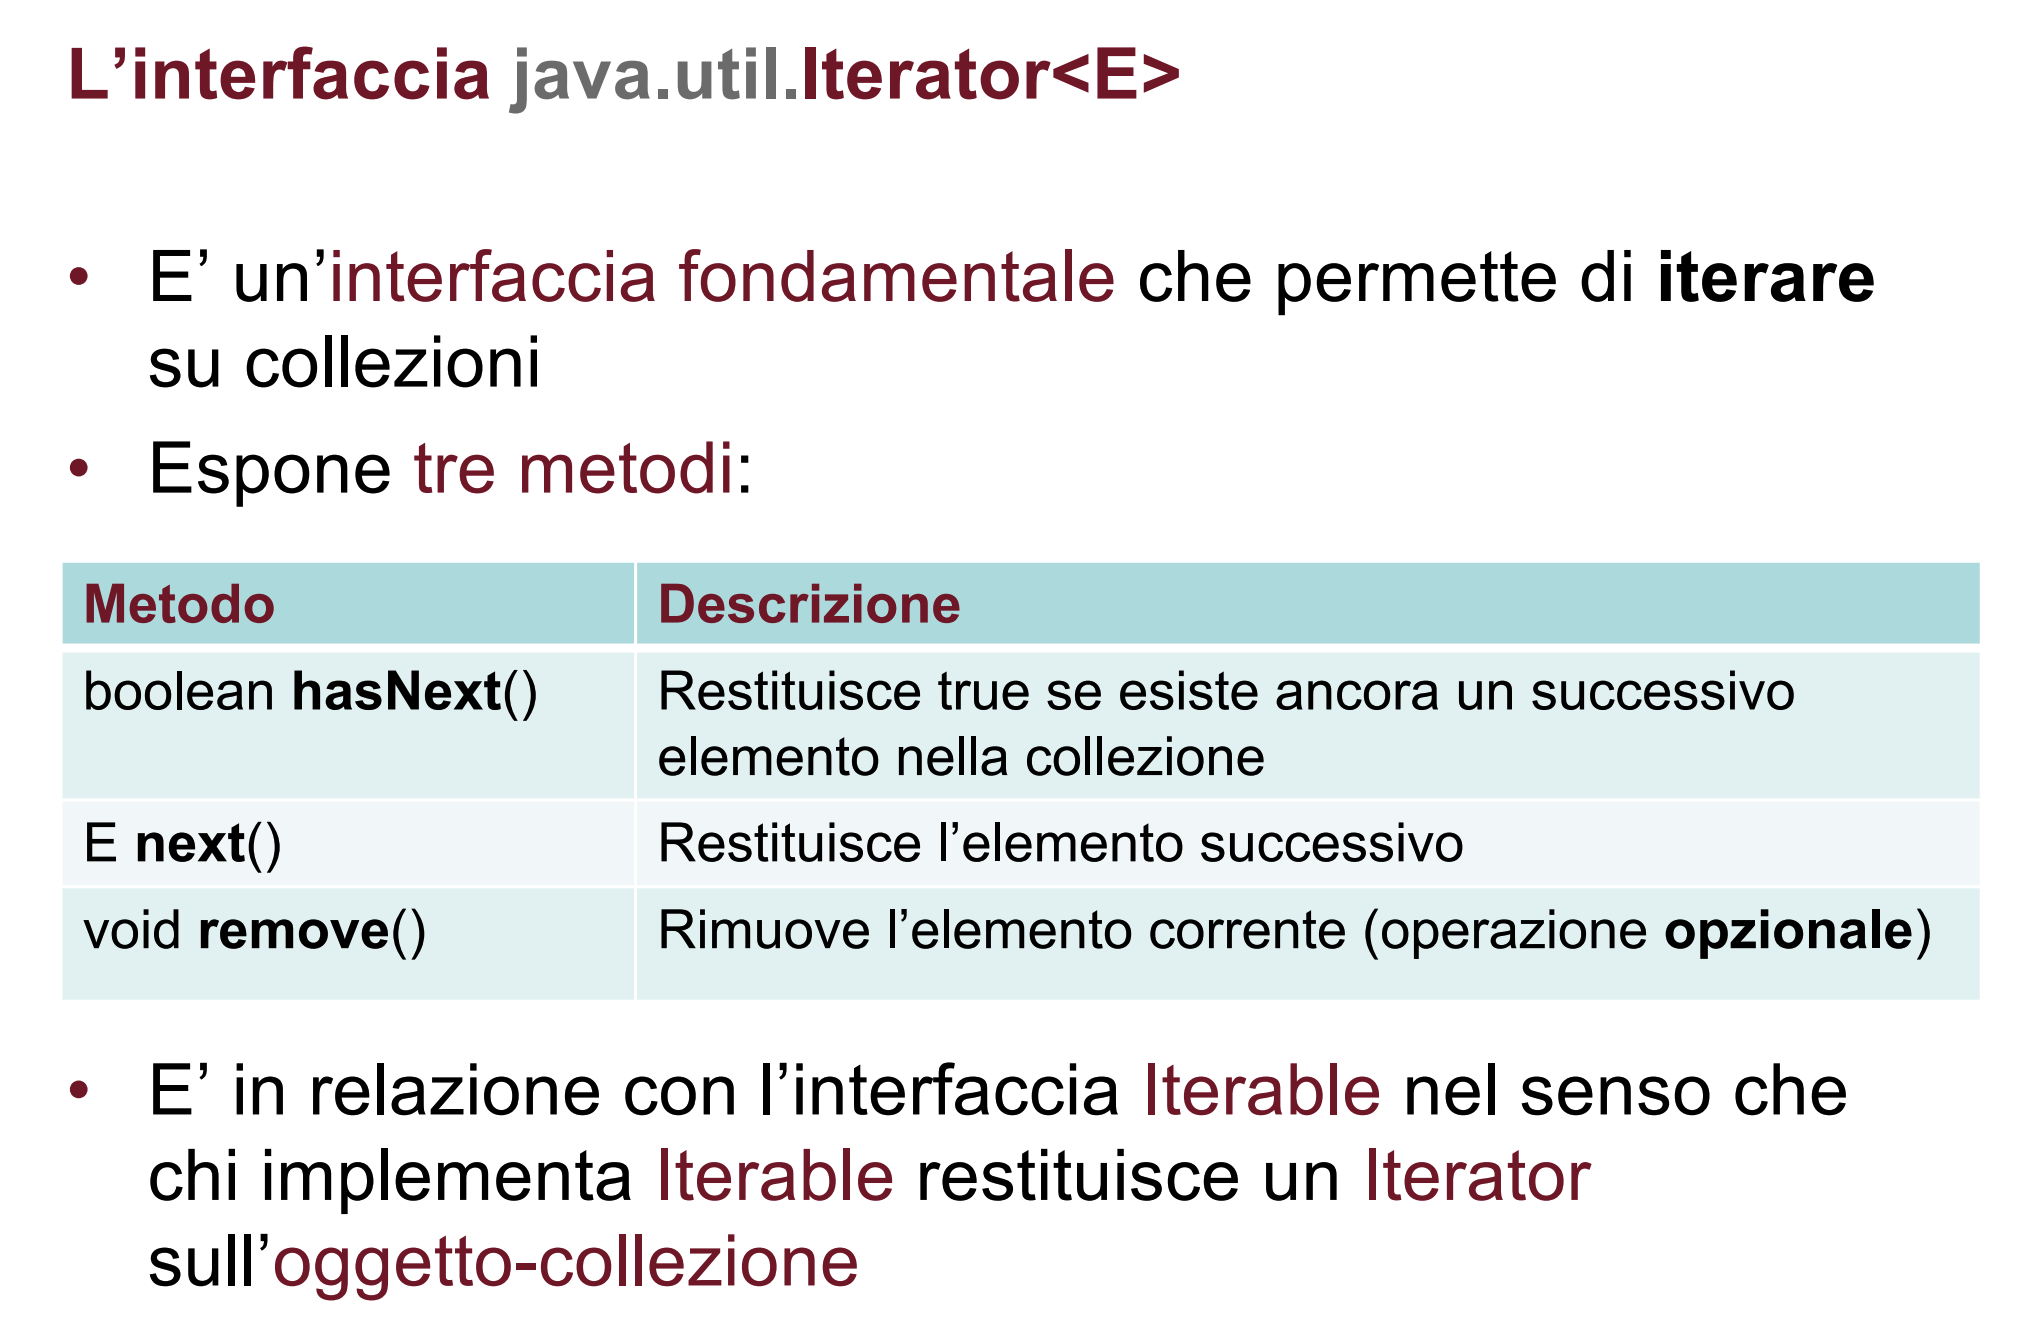 L’interfaccia java.util.Iterator<E>
• E’ un’interfaccia fondamentale che permette di iterare
su collezioni
• Espone tre metodi:
Metodo Descrizione
boolean hasNext() Restituisce true se esiste ancora un successivo
elemento nella collezione
E next() Restituisce l’elemento successivo
void remove() Rimuove l’elemento corrente (operazione opzionale)
• E’ in relazione con l’interfaccia Iterable nel senso che
chi implementa Iterable restituisce un Iterator
sull’oggetto-collezione